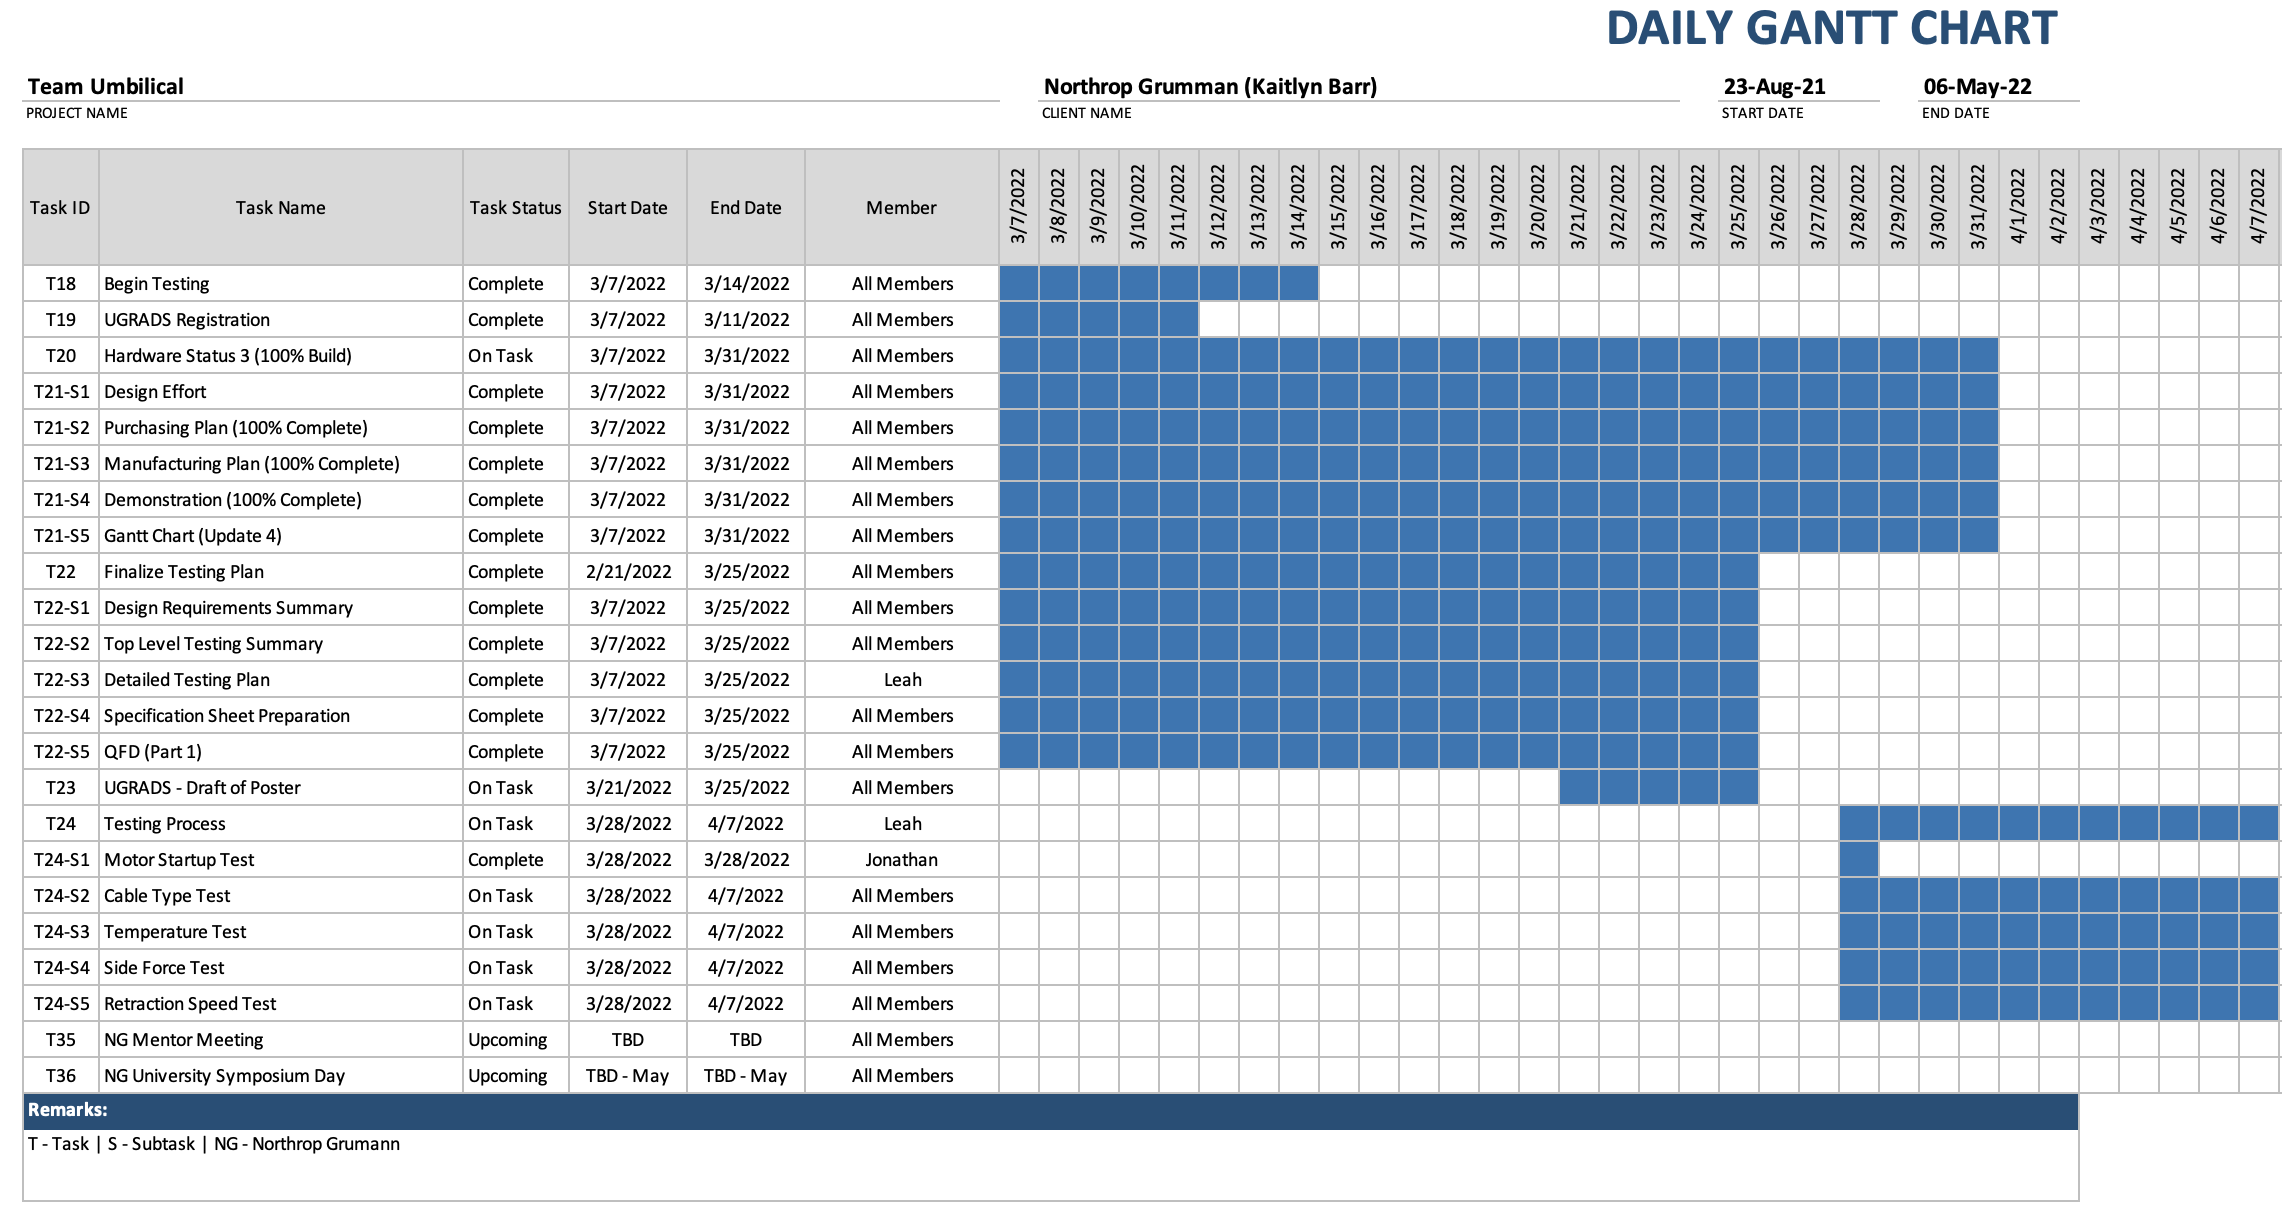 DAILY GANTT CHART
Team Umbilical Northrop Grumman (Kaitlyn Barr) 23-Aug-21 06-May-22
PROJECT NAME CLIENT NAME START DATE END DATE
Task ID Task Name Task Status Start Date End Date Member 3/7/2022 3/8/2022 3/9/2022 3/10/2022 3/11/2022 3/12/2022 3/13/2022 3/14/2022 3/15/2022 3/16/2022 3/17/2022 3/18/2022 3/19/2022 3/20/2022 3/21/2022 3/22/2022 3/23/2022 3/24/2022 3/25/2022 3/26/2022 3/27/2022 3/28/2022 3/29/2022 3/30/2022 3/31/2022 4/1/2022 4/2/2022 4/3/2022 4/4/2022 4/5/2022 4/6/2022 4/7/2022
T18 Begin Testing Complete 3/7/2022 3/14/2022 All Members
T19 UGRADS Registration Complete 3/7/2022 3/11/2022 All Members
T20 Hardware Status 3 (100% Build) On Task 3/7/2022 3/31/2022 All Members
T21-S1 Design Effort Complete 3/7/2022 3/31/2022 All Members
T21-S2 Purchasing Plan (100% Complete) Complete 3/7/2022 3/31/2022 All Members
T21-S3 Manufacturing Plan (100% Complete) Complete 3/7/2022 3/31/2022 All Members
T21-S4 Demonstration (100% Complete) Complete 3/7/2022 3/31/2022 All Members
T21-S5 Gantt Chart (Update 4) Complete 3/7/2022 3/31/2022 All Members
T22 Finalize Testing Plan Complete 2/21/2022 3/25/2022 All Members
T22-S1 Design Requirements Summary Complete 3/7/2022 3/25/2022 All Members
T22-S2 Top Level Testing Summary Complete 3/7/2022 3/25/2022 All Members
T22-S3 Detailed Testing Plan Complete 3/7/2022 3/25/2022 Leah
T22-S4 Specification Sheet Preparation Complete 3/7/2022 3/25/2022 All Members
T22-S5 QFD (Part 1) Complete 3/7/2022 3/25/2022 All Members
T23 UGRADS - Draft of Poster On Task 3/21/2022 3/25/2022 All Members
T24 Testing Process On Task 3/28/2022 4/7/2022 Leah
T24-S1 Motor Startup Test Complete 3/28/2022 3/28/2022 Jonathan
T24-S2 Cable Type Test On Task 3/28/2022 4/7/2022 All Members
T24-S3 Temperature Test On Task 3/28/2022 4/7/2022 All Members
T24-S4 Side Force Test On Task 3/28/2022 4/7/2022 All Members
T24-S5 Retraction Speed Test On Task 3/28/2022 4/7/2022 All Members
T35 NG Mentor Meeting Upcoming TBD TBD All Members
T36 NG University Symposium Day Upcoming TBD - May TBD - May All Members
Remarks:
T - Task | S - Subtask | NG - Northrop Grumann